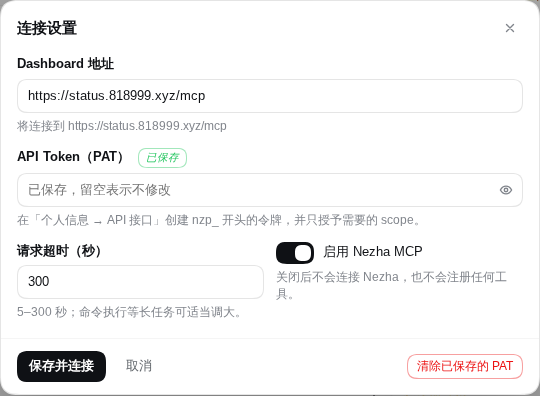 连接设置
Dashboard 地址
https://status.818999.xyz/mcp
将连接到 https://status.818999.xyz/mcp
API Token（PAT） 已保存
已保存，留空表示不修改
在「个人信息 → API 接口」创建 nzp_ 开头的令牌，并只授予需要的 scope。
请求超时（秒）
300
5–300 秒；命令执行等长任务可适当调大。
启用 Nezha MCP
关闭后不会连接 Nezha，也不会注册任何工
具。
保存并连接 取消 清除已保存的 PAT